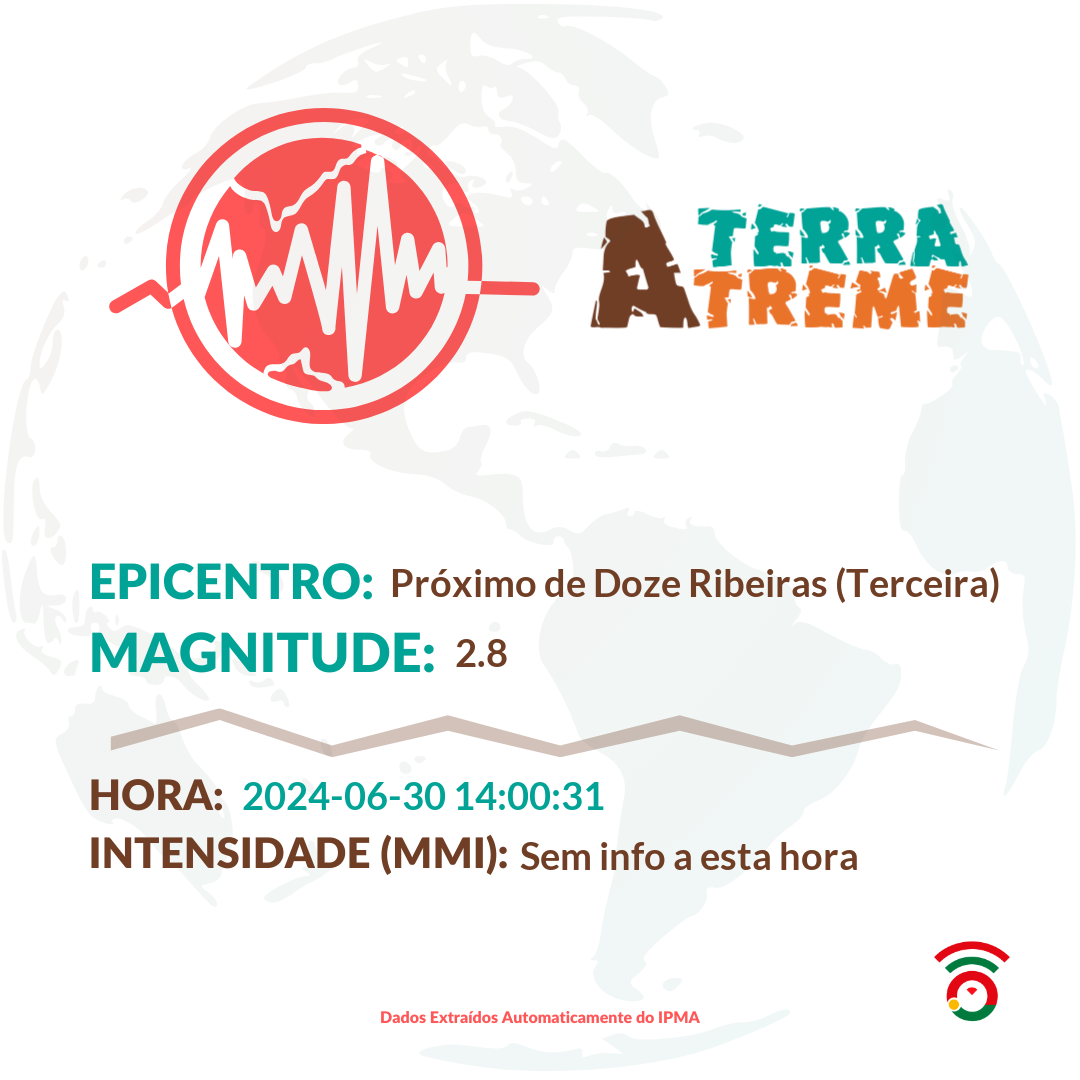 A TERRA
TREME
EPICENTRO: Próximo de Doze Ribeiras (Terceira)
MAGNITUDE: 2.8
HORA: 2024-06-30 14:00:31
INTENSIDADE (MMI): Sem info a esta hora
Dados Extraídos Automaticamente do IPMA